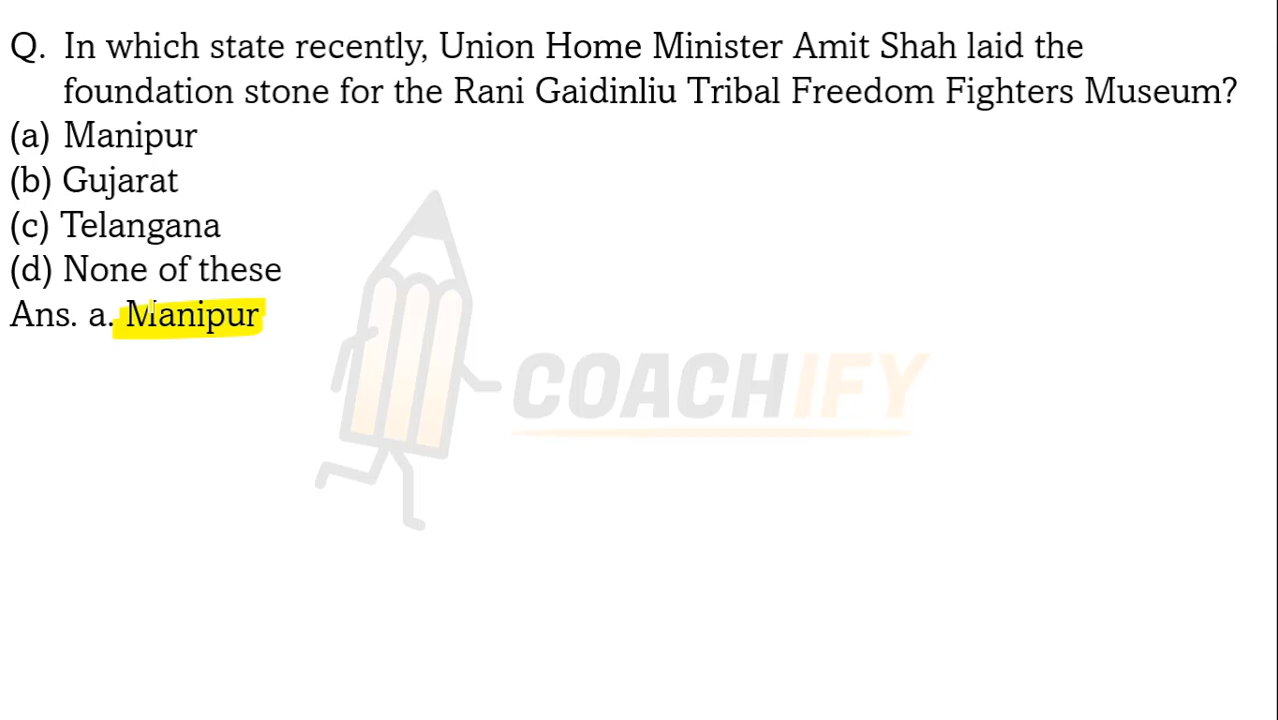 Q. In which state recently, Union Home Minister Amit Shah laid the
foundation stone for the Rani Gaidinliu Tribal Freedom Fighters Museum?
(a) Manipur
(b) Gujarat
(c) Telangana
(d) None of these
Ans. a. Manipur
COACHIFY